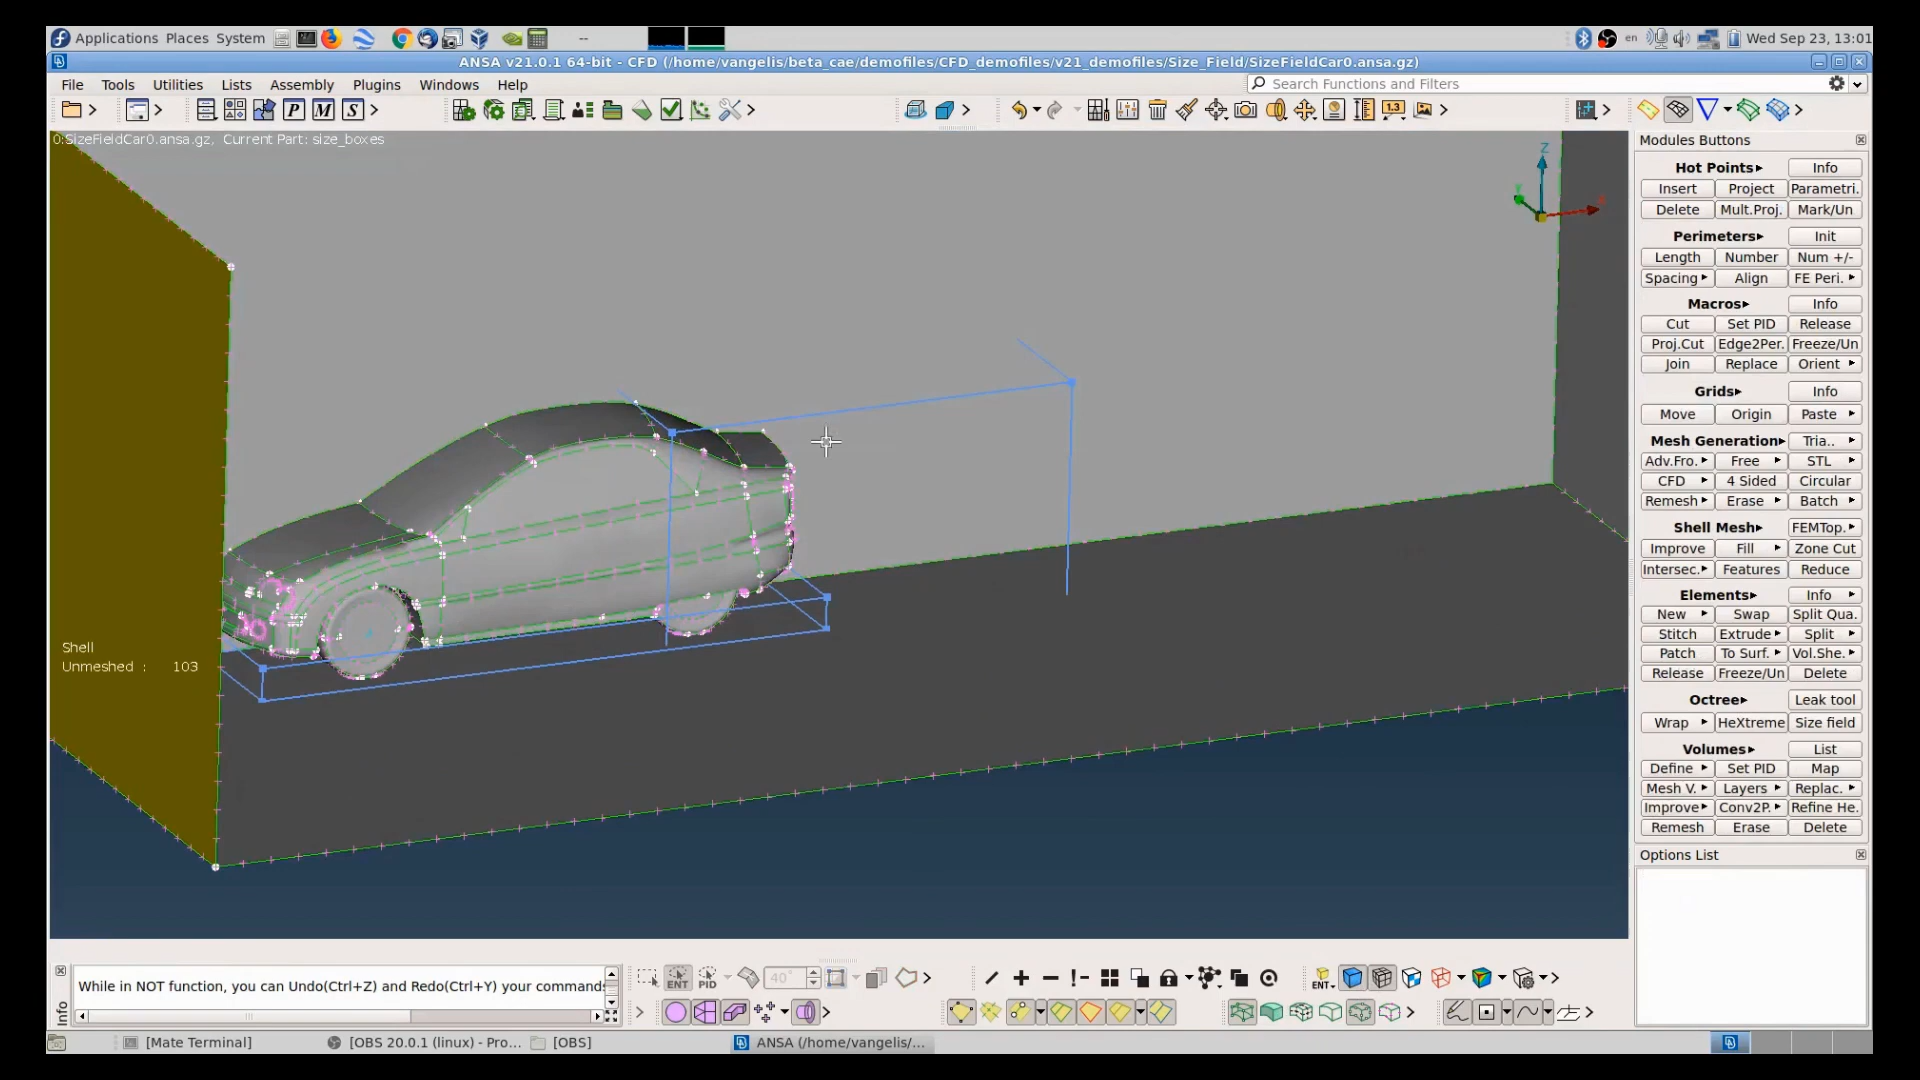 Applications Places System
--
en
Wed Sep 23, 13:01
ANSA v21.0.1 64-bit - CFD (/home/vangelis/beta_cae/demofiles/CFD_demofiles/v21_demofiles/Size_Field/SizeFieldCar0.ansa.gz)
File Tools Utilities Lists Assembly Plugins Windows Help
Search Functions and Filters
P M S
1.3
0:SizeFieldCar0.ansa.gz, Current Part: size_boxes
Z
Shell
Unmeshed : 103
Modules Buttons
Hot Points Info
Insert Project Parametri.
Delete Mult.Proj. Mark/Un
Perimeters Init
Length Number Num +/-
Spacing Align FE Peri.
Macros Info
Cut Set PID Release
Proj.Cut Edge2Per. Freeze/Un
Join Replace Orient
Grids Info
Move Origin Paste
Mesh Generation Tria..
Adv.Fro. Free STL
CFD 4 Sided Circular
Remesh Erase Batch
Shell Mesh FEMTop.
Improve Fill Zone Cut
Intersec. Features Reduce
Elements Info
New Swap Split Qua.
Stitch Extrude Split
Patch To Surf. Vol.She.
Release Freeze/Un Delete
Octree Leak tool
Wrap HeXtreme Size field
Volumes List
Define Set PID Map
Mesh V. Layers Replac.
Improve Conv2P. Refine He.
Remesh Erase Delete
Options List
Info
While in NOT function, you can Undo(Ctrl+Z) and Redo(Ctrl+Y) your commands
ENT PID 40° ENT
[Mate Terminal]
[OBS 20.0.1 (linux) - Pro...
[OBS]
ANSA (/home/vangelis/...